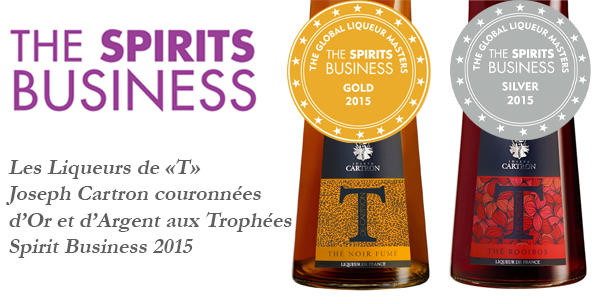 THE SPIRITS
BUSINESS
Les Liqueurs de «T»
Joseph Cartron couronnées
d'Or et d'Argent aux Trophées
Spirit Business 2015
THE GLOBAL LIQUEUR MASTERS
THE SPIRITS
BUSINESS
GOLD
2015
JOSEPH
CARTRON
T
THÉ NOIR FUMÉ
LIQUEUR DE FRANCE
THE GLOBAL LIQUEUR MASTERS
THE SPIRITS
BUSINESS
SILVER
2015
JOSEPH
CARTRON
T
THÉ ROOIBOS
LIQUEUR DE FRANCE